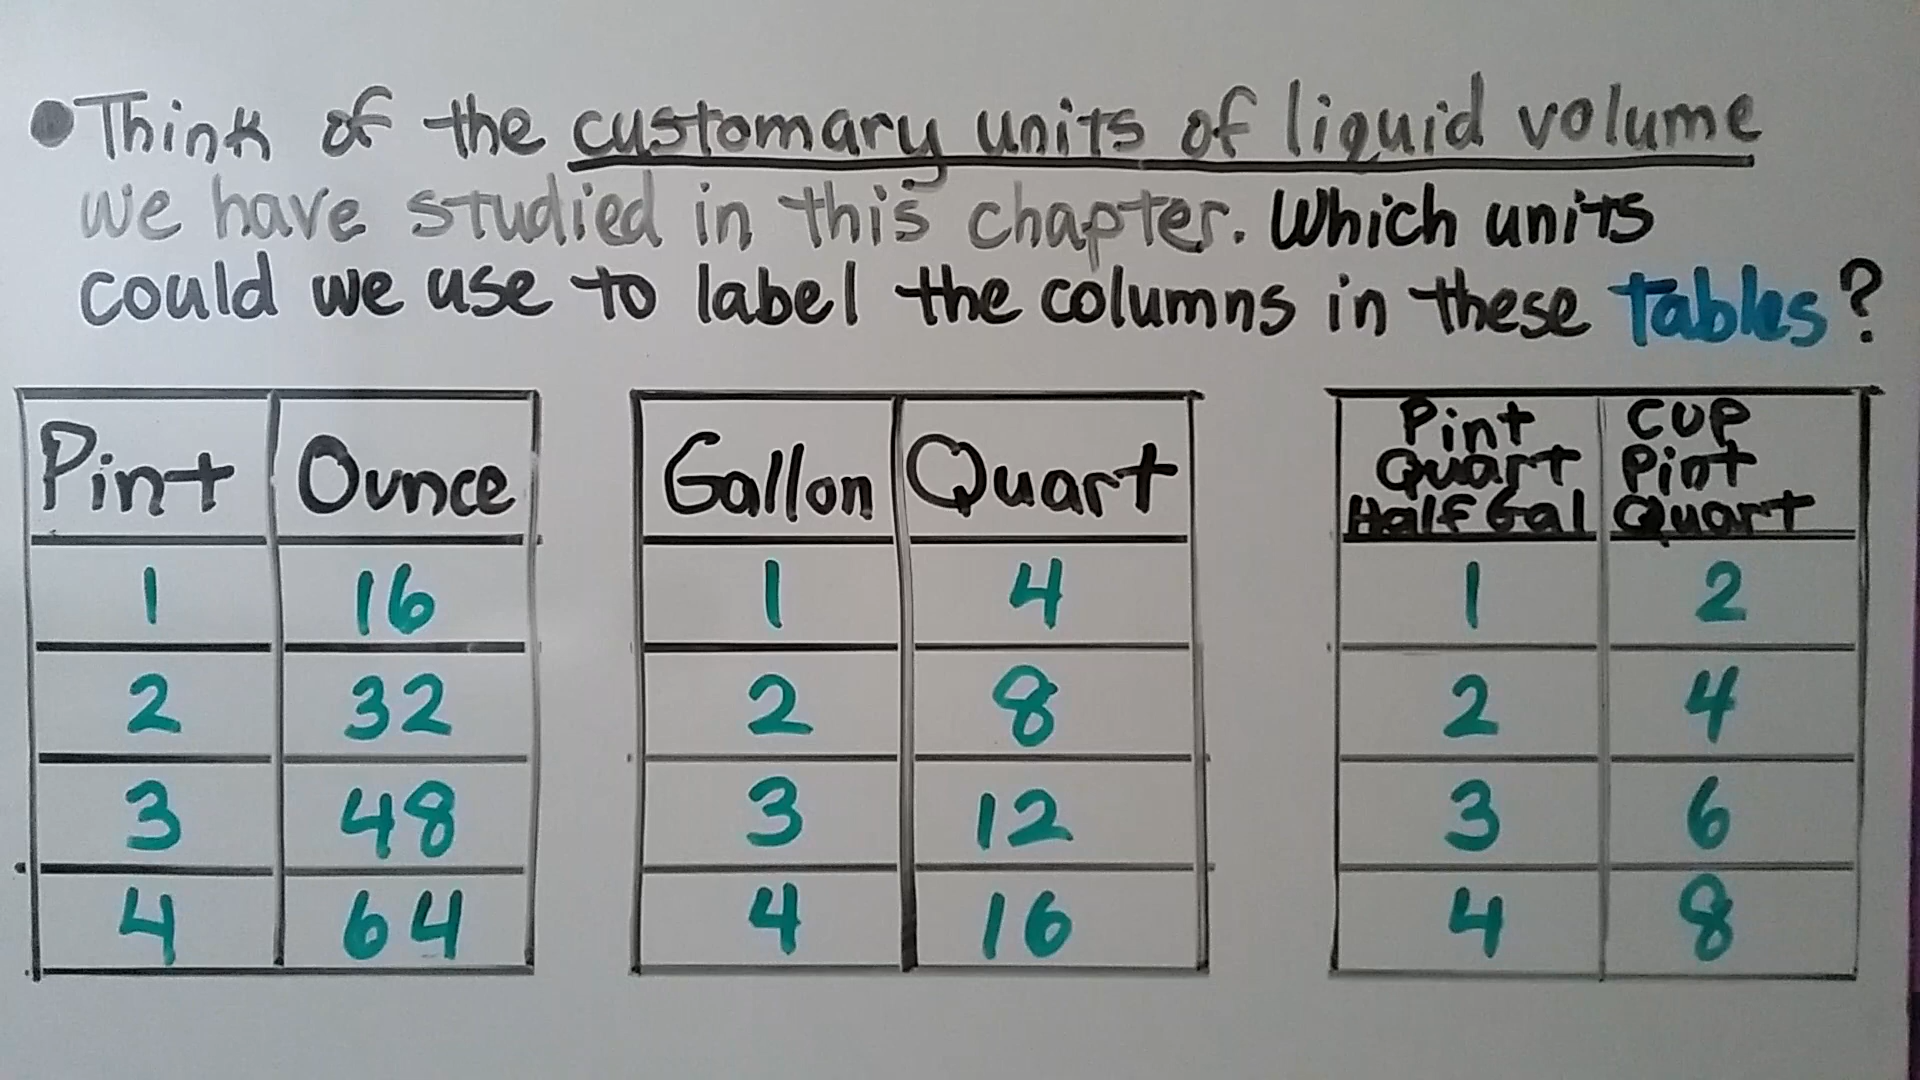 Think of the customary units of liquid volume
we have studied in this chapter. Which units
could we use to label the columns in these tables?
Pint Ounce
1 16
2 32
3 48
4 64
Gallon Quart
1 4
2 8
3 12
4 16
Pint Cup
Quart Pint
Half Gal Quart
1 2
2 4
3 6
4 8